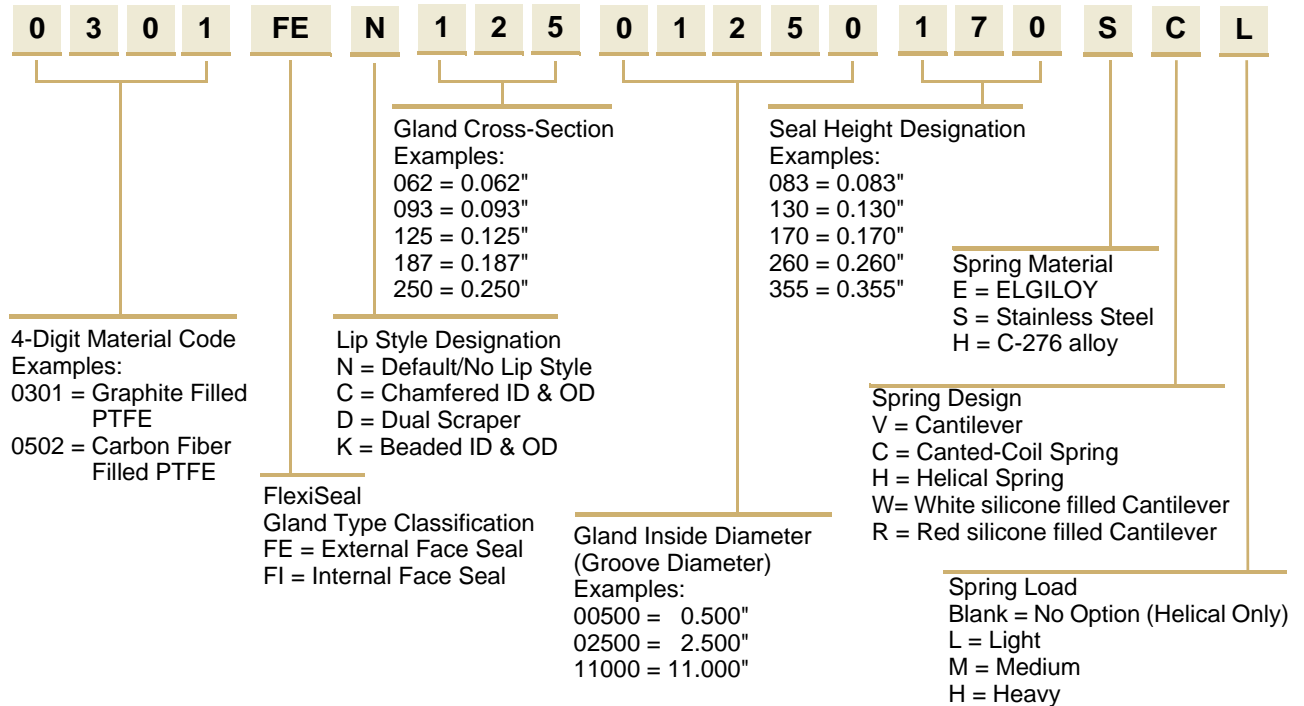 0 3 0 1 FE N 1 2 5 0 1 2 5 0 1 7 0 S C L
Gland Cross-Section
Examples:
062 = 0.062"
093 = 0.093"
125 = 0.125"
187 = 0.187"
250 = 0.250"
Seal Height Designation
Examples:
083 = 0.083"
130 = 0.130"
170 = 0.170"
260 = 0.260"
355 = 0.355"
Spring Material
E = ELGILOY
S = Stainless Steel
H = C-276 alloy
4-Digit Material Code
Examples:
0301 = Graphite Filled
PTFE
0502 = Carbon Fiber
Filled PTFE
Lip Style Designation
N = Default/No Lip Style
C = Chamfered ID & OD
D = Dual Scraper
K = Beaded ID & OD
Spring Design
V = Cantilever
C = Canted-Coil Spring
H = Helical Spring
W= White silicone filled Cantilever
R = Red silicone filled Cantilever
FlexiSeal
Gland Type Classification
FE = External Face Seal
FI = Internal Face Seal
Gland Inside Diameter
(Groove Diameter)
Examples:
00500 = 0.500"
02500 = 2.500"
11000 = 11.000"
Spring Load
Blank = No Option (Helical Only)
L = Light
M = Medium
H = Heavy